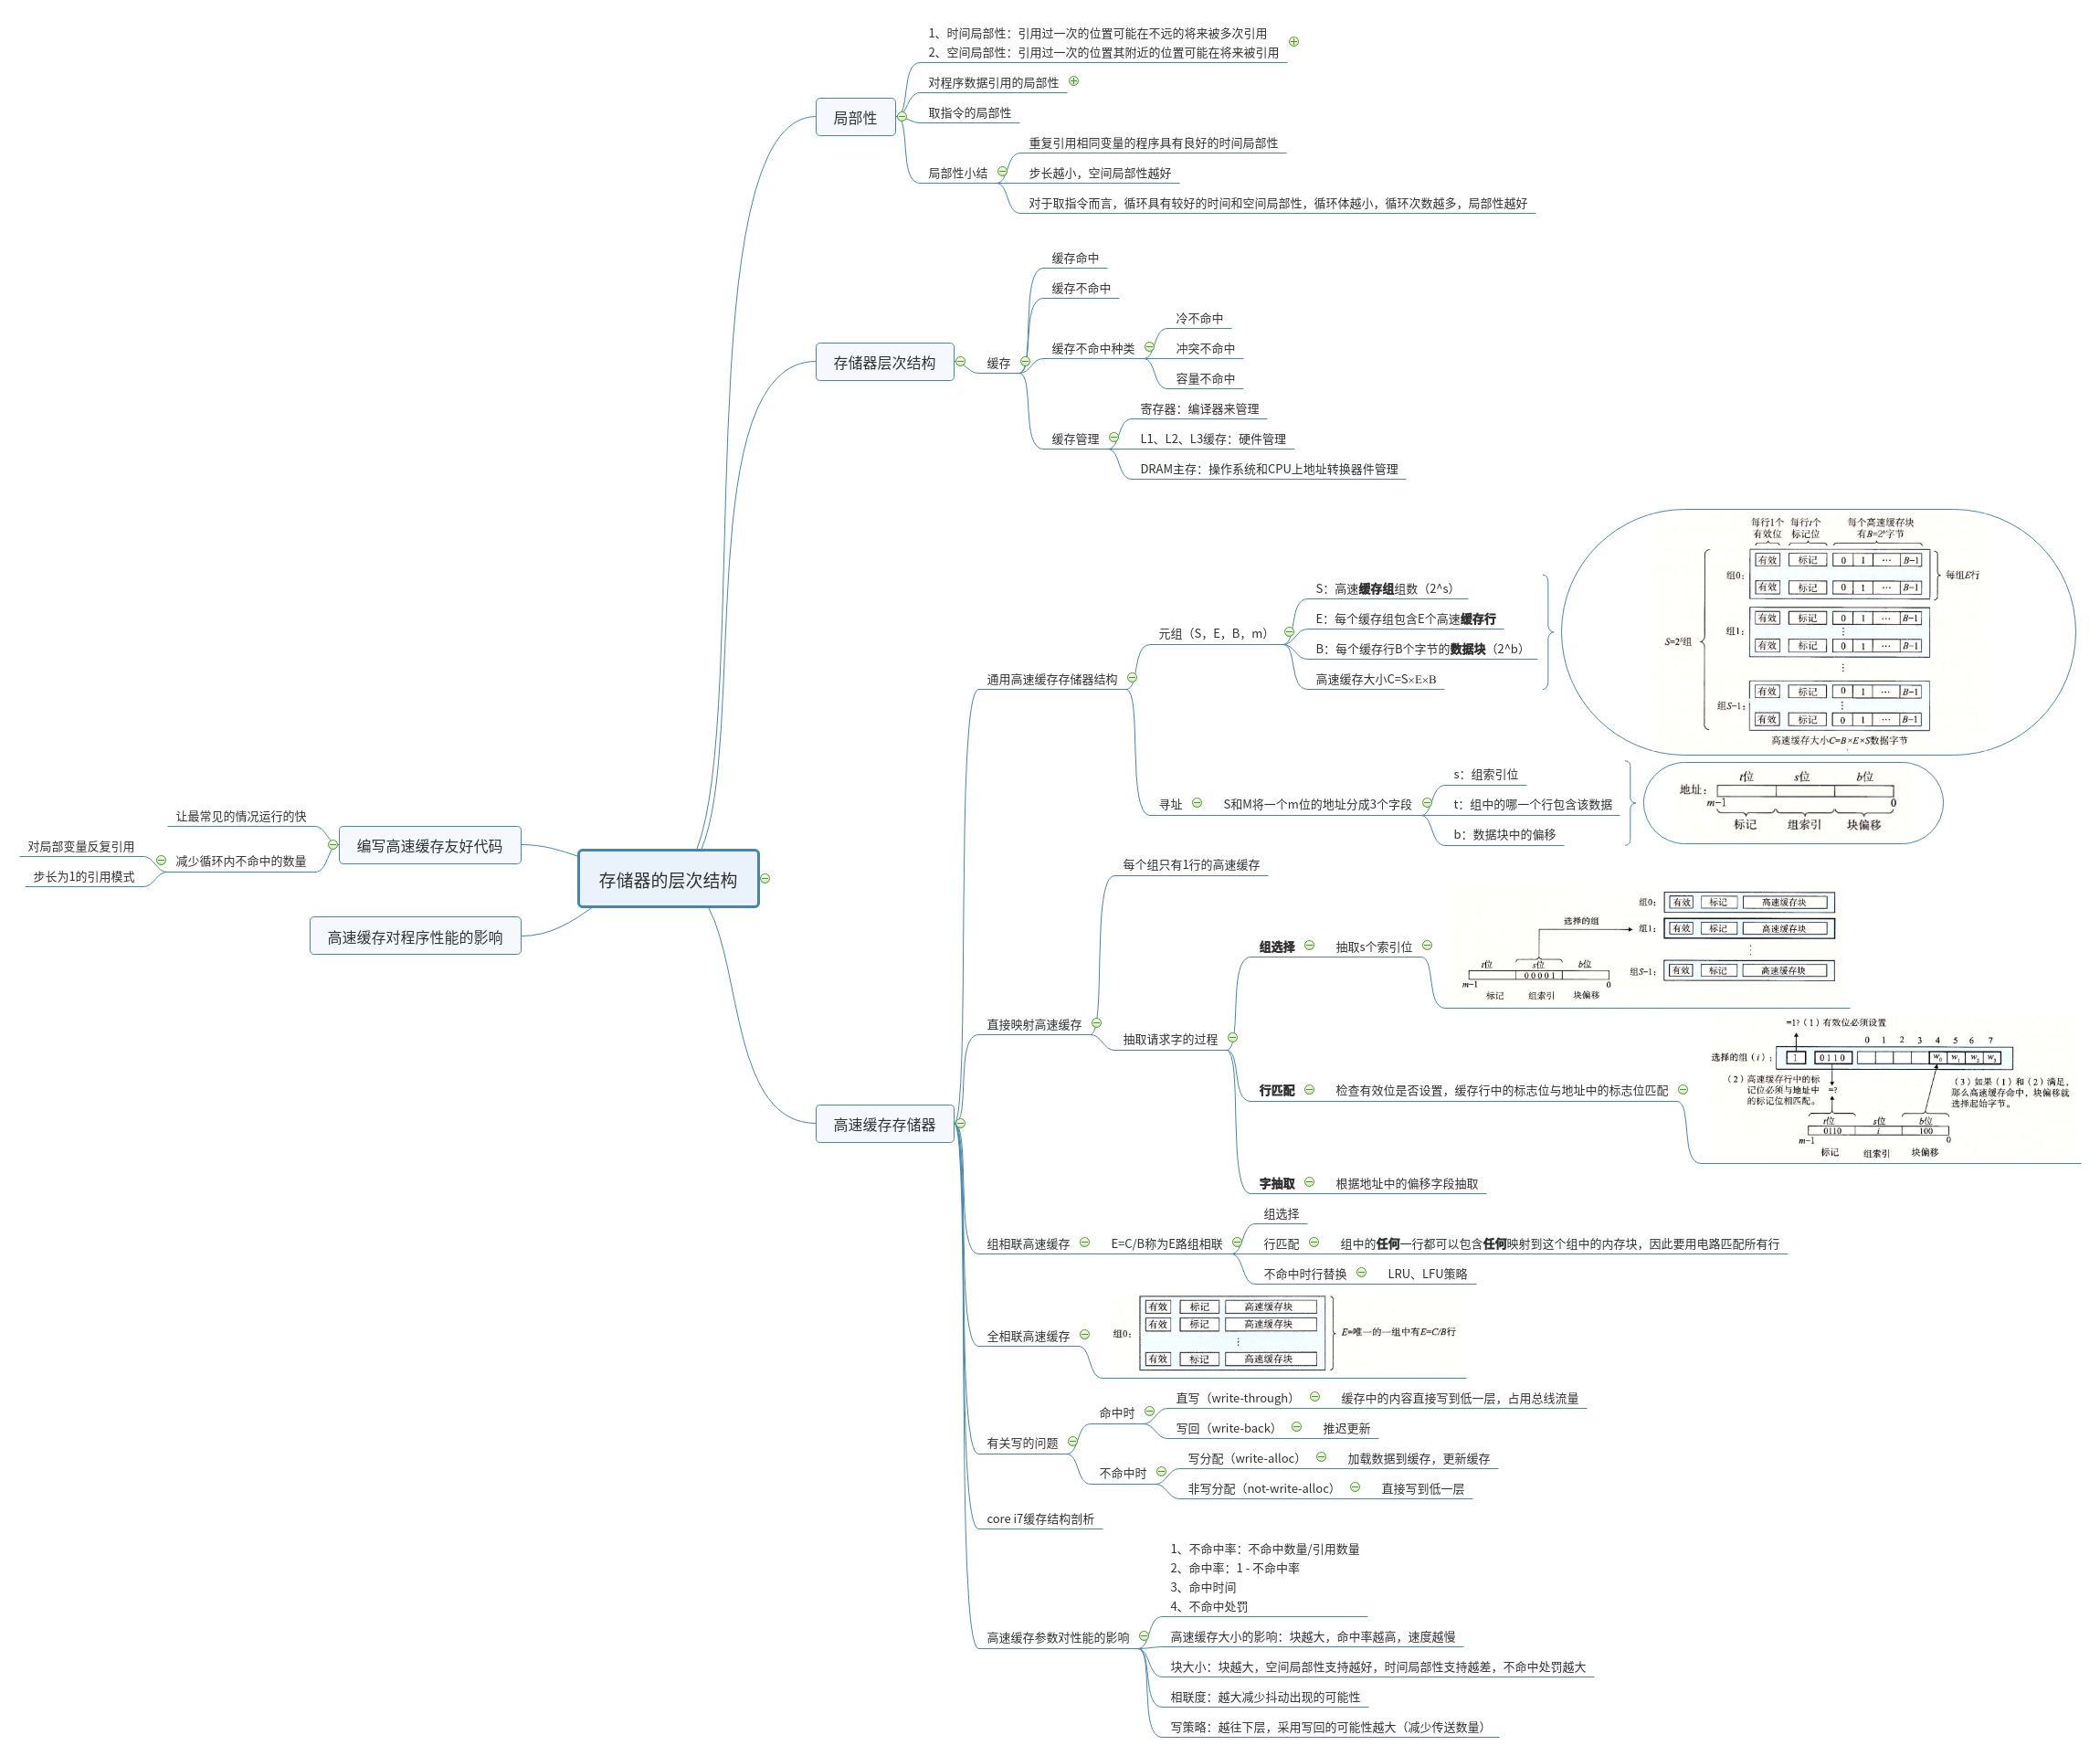 存储器的层次结构
局部性
1、时间局部性：引用过一次的位置可能在不远的将来被多次引用
2、空间局部性：引用过一次的位置其附近的位置可能在将来被引用
对程序数据引用的局部性
取指令的局部性
局部性小结
重复引用相同变量的程序具有良好的时间局部性
步长越小，空间局部性越好
对于取指令而言，循环具有较好的时间和空间局部性，循环体越小，循环次数越多，局部性越好
存储器层次结构
缓存
缓存命中
缓存不命中
缓存不命中种类
冷不命中
冲突不命中
容量不命中
缓存管理
寄存器：编译器来管理
L1、L2、L3缓存：硬件管理
DRAM主存：操作系统和CPU上地址转换器件管理
高速缓存存储器
通用高速缓存存储器结构
元组（S，E，B，m）
S：高速缓存组组数（2^s）
E：每个缓存组包含E个高速缓存行
B：每个缓存行B个字节的数据块（2^b）
高速缓存大小C=S×E×B
每行1个 每行t个 每个高速缓存块
有效位 标记位 有B=2^b字节
组0： 有效 标记 0 1 … B−1
有效 标记 0 1 … B−1
每组E行
组1： 有效 标记 0 1 … B−1
⋮
有效 标记 0 1 … B−1
S=2^s组
⋮
组S−1： 有效 标记 0 1 … B−1
⋮
有效 标记 0 1 … B−1
高速缓存大小C=B×E×S数据字节
寻址
S和M将一个m位的地址分成3个字段
s：组索引位
t：组中的哪一个行包含该数据
b：数据块中的偏移
t位 s位 b位
地址：
m−1 0
标记 组索引 块偏移
直接映射高速缓存
每个组只有1行的高速缓存
抽取请求字的过程
组选择
抽取s个索引位
组0： 有效 标记 高速缓存块
选择的组
组1： 有效 标记 高速缓存块
⋮
组S−1： 有效 标记 高速缓存块
t位 s位 b位
0 0 0 0 1
m−1 0
标记 组索引 块偏移
行匹配
检查有效位是否设置，缓存行中的标志位与地址中的标志位匹配
=1?（1）有效位必须设置
0 1 2 3 4 5 6 7
选择的组（i）： 1 0110 w0 w1 w2 w3
（2）高速缓存行中的标
记位必须与地址中
的标记位相匹配。
=?
（3）如果（1）和（2）满足，
那么高速缓存命中，块偏移就
选择起始字节。
t位 s位 b位
0110 i 100
m−1 0
标记 组索引 块偏移
字抽取
根据地址中的偏移字段抽取
组相联高速缓存
E=C/B称为E路组相联
组选择
行匹配
组中的任何一行都可以包含任何映射到这个组中的内存块，因此要用电路匹配所有行
不命中时行替换
LRU、LFU策略
全相联高速缓存
组0： 有效 标记 高速缓存块
有效 标记 高速缓存块
⋮
有效 标记 高速缓存块
E=唯一的一组中有E=C/B行
有关写的问题
命中时
直写（write-through）
缓存中的内容直接写到低一层，占用总线流量
写回（write-back）
推迟更新
不命中时
写分配（write-alloc）
加载数据到缓存，更新缓存
非写分配（not-write-alloc）
直接写到低一层
core i7缓存结构剖析
高速缓存参数对性能的影响
1、不命中率：不命中数量/引用数量
2、命中率：1 - 不命中率
3、命中时间
4、不命中处罚
高速缓存大小的影响：块越大，命中率越高，速度越慢
块大小：块越大，空间局部性支持越好，时间局部性支持越差，不命中处罚越大
相联度：越大减少抖动出现的可能性
写策略：越往下层，采用写回的可能性越大（减少传送数量）
编写高速缓存友好代码
让最常见的情况运行的快
减少循环内不命中的数量
对局部变量反复引用
步长为1的引用模式
高速缓存对程序性能的影响